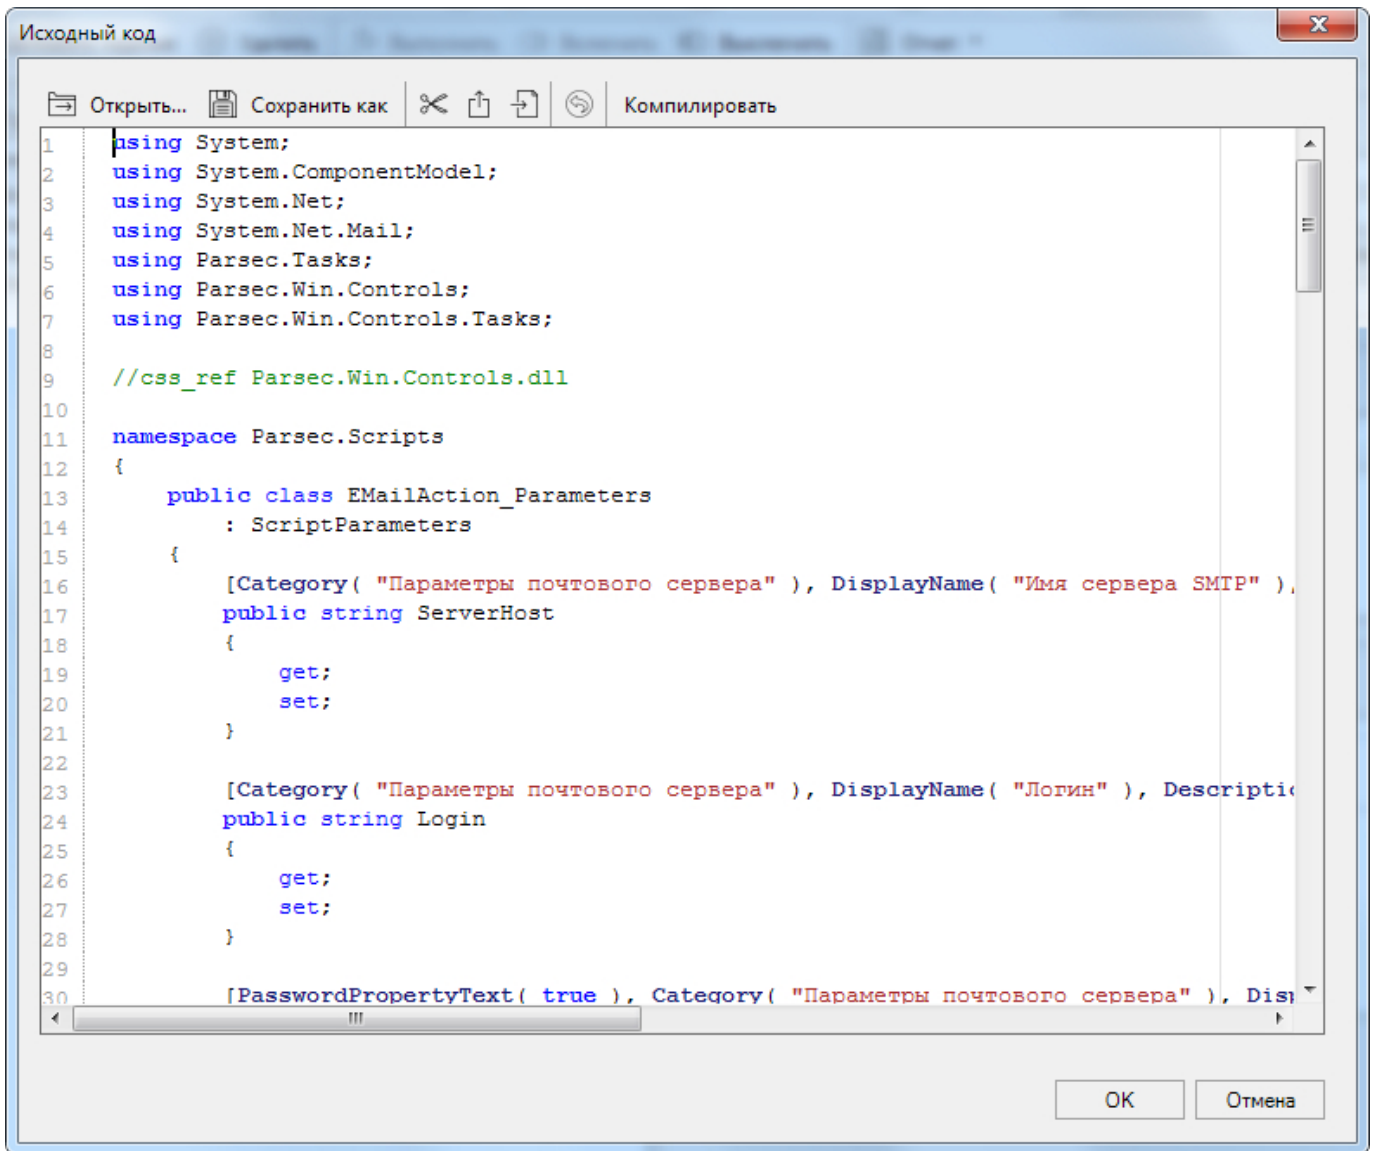 Исходный код
Открыть... Сохранить как Компилировать
1 using System;
2 using System.ComponentModel;
3 using System.Net;
4 using System.Net.Mail;
5 using Parsec.Tasks;
6 using Parsec.Win.Controls;
7 using Parsec.Win.Controls.Tasks;
8
9 //css_ref Parsec.Win.Controls.dll
10
11 namespace Parsec.Scripts
12 {
13 public class EMailAction_Parameters
14 : ScriptParameters
15 {
16 [Category( "Параметры почтового сервера" ), DisplayName( "Имя сервера SMTP" ),
17 public string ServerHost
18 {
19 get;
20 set;
21 }
22
23 [Category( "Параметры почтового сервера" ), DisplayName( "Логин" ), Descriptio
24 public string Login
25 {
26 get;
27 set;
28 }
29
30 [PasswordPropertyText( true ), Category( "Параметры почтового сервера" ), Disp
OK Отмена